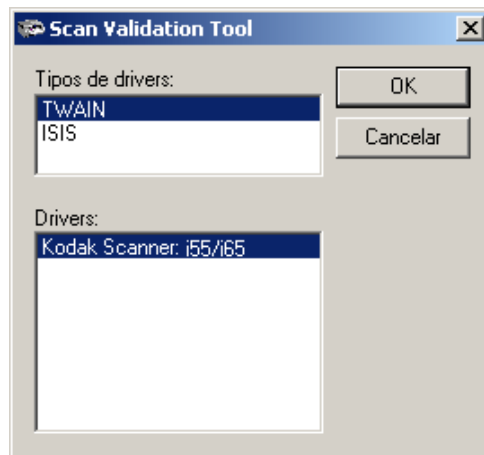 Scan Validation Tool
Tipos de drivers:
TWAIN
ISIS
OK
Cancelar
Drivers:
Kodak Scanner: i55/i65